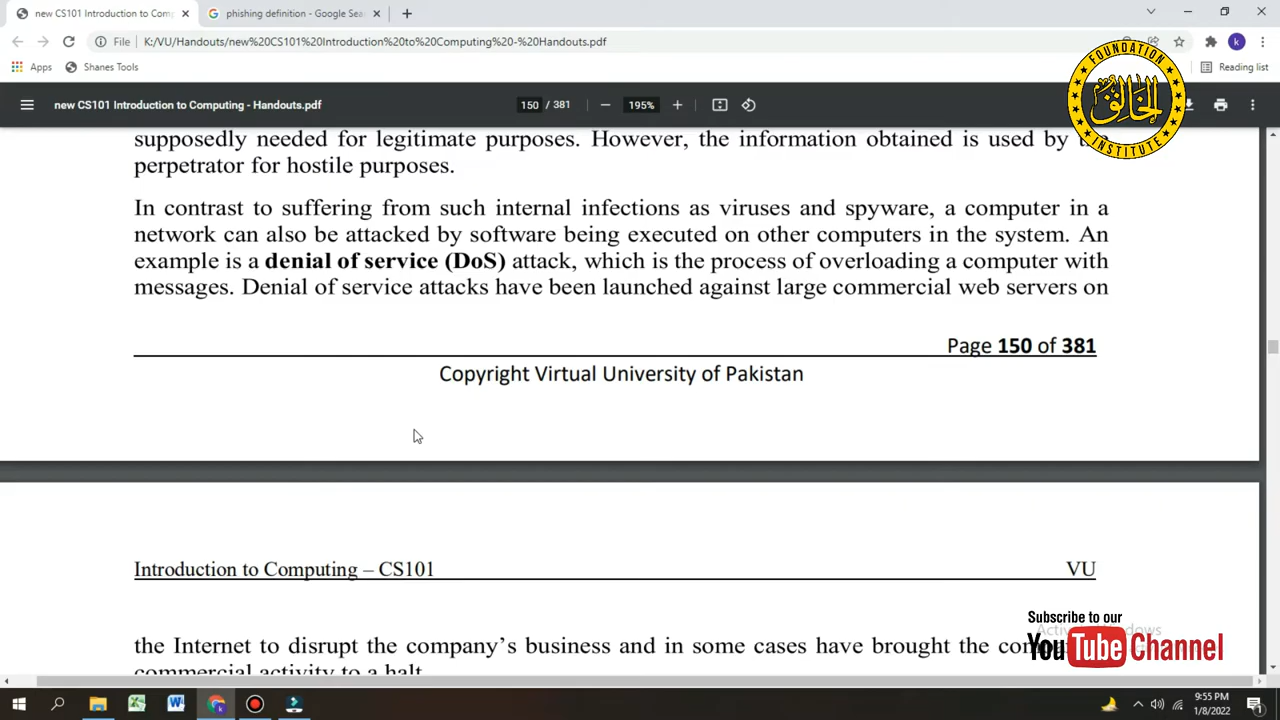 new CS101 Introduction to Comp
phishing definition - Google Sea
File
K:/VU/Handouts/new%20CS101%20Introduction%20to%20Computing%20-%20Handouts.pdf
Apps
Shanes Tools
Reading list
new CS101 Introduction to Computing - Handouts.pdf
150 / 381
195%
FOUNDATION
الخالق
INSTITUTE
supposedly needed for legitimate purposes. However, the information obtained is used by
perpetrator for hostile purposes.
In contrast to suffering from such internal infections as viruses and spyware, a computer in a
network can also be attacked by software being executed on other computers in the system. An
example is a denial of service (DoS) attack, which is the process of overloading a computer with
messages. Denial of service attacks have been launched against large commercial web servers on
Page 150 of 381
Copyright Virtual University of Pakistan
Introduction to Computing – CS101 VU
Subscribe to our
YouTube Channel
the Internet to disrupt the company's business and in some cases have brought the
commercial activity to a halt.
9:55 PM
1/8/2022